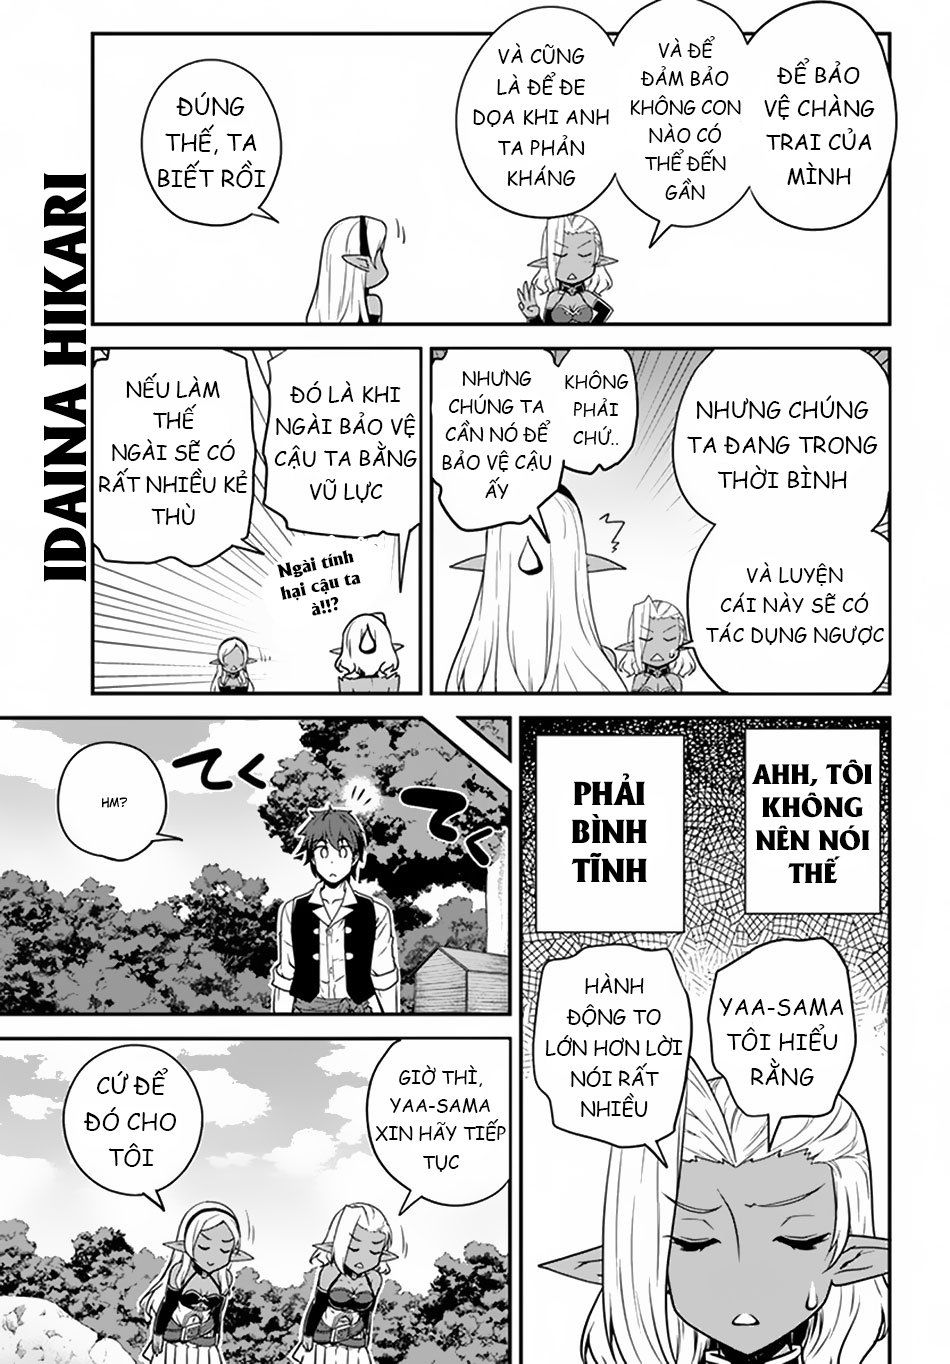 ĐỂ BẢO
VỆ CHÀNG
TRAI CỦA
MÌNH
VÀ ĐỂ
ĐẢM BẢO
KHÔNG CON
NÀO CÓ
THỂ ĐẾN
GẦN
VÀ CŨNG
LÀ ĐỂ ĐE
DỌA KHI ANH
TA PHẢN
KHÁNG
ĐÚNG
THẾ, TA
BIẾT RỒI
IDAINA HIKARI
NHƯNG CHÚNG
TA ĐANG TRONG
THỜI BÌNH
VÀ LUYỆN
CÁI NÀY SẼ CÓ
TÁC DỤNG NGƯỢC
KHÔNG
PHẢI
CHỨ..
NHƯNG
CHÚNG TA
CẦN NÓ ĐỂ
BẢO VỆ CẬU
ẤY
ĐÓ LÀ KHI
NGÀI BẢO VỆ
CẬU TA BẰNG
VŨ LỰC
NẾU LÀM
THẾ
NGÀI SẼ CÓ
RẤT NHIỀU KẺ
THÙ
Ngài tính
hại cậu ta
à!!?
AHH, TÔI
KHÔNG
NÊN NÓI
THẾ
PHẢI
BÌNH
TĨNH
YAA-SAMA
TÔI HIỂU
RẰNG
HÀNH
ĐỘNG TO
LỚN HƠN LỜI
NÓI RẤT
NHIỀU
て
く
て
く
HM?
GIỜ THÌ,
YAA-SAMA
XIN HÃY TIẾP
TỤC
CỨ ĐỂ
ĐÓ CHO
TÔI